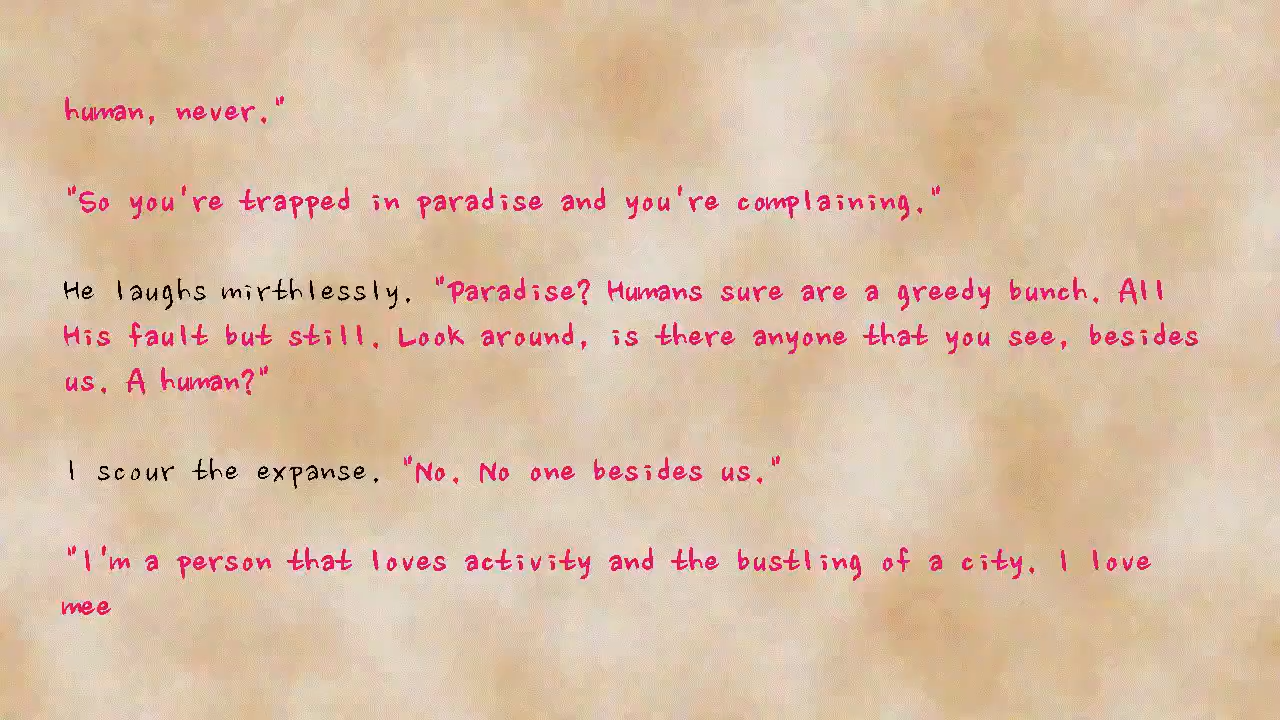 human, never."
"So you're trapped in paradise and you're complaining."
He laughs mirthlessly. "Paradise? Humans sure are a greedy bunch. All
His fault but still. Look around, is there anyone that you see, besides
us. A human?"
I scour the expanse. "No. No one besides us."
"I'm a person that loves activity and the bustling of a city. I love
mee